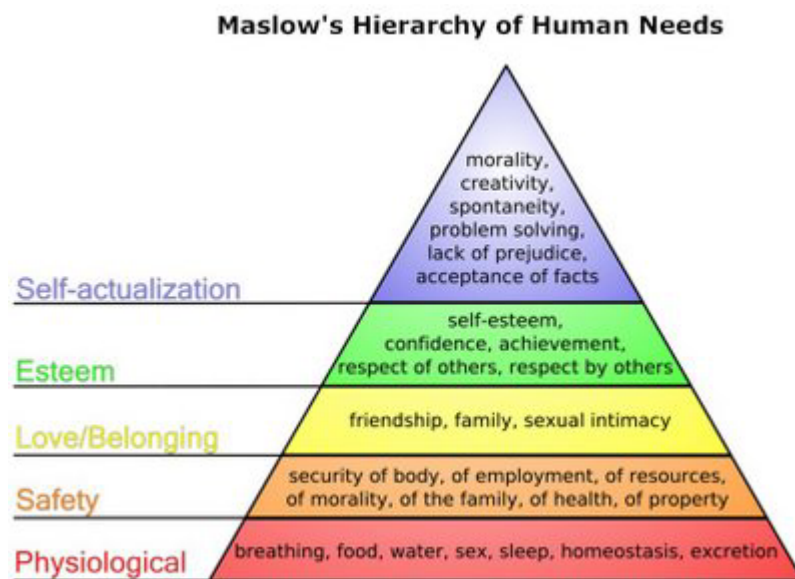 Maslow's Hierarchy of Human Needs
morality,
creativity,
spontaneity,
problem solving,
lack of prejudice,
acceptance of facts
Self-actualization
self-esteem,
confidence, achievement,
respect of others, respect by others
Esteem
friendship, family, sexual intimacy
Love/Belonging
security of body, of employment, of resources,
of morality, of the family, of health, of property
Safety
breathing, food, water, sex, sleep, homeostasis, excretion
Physiological